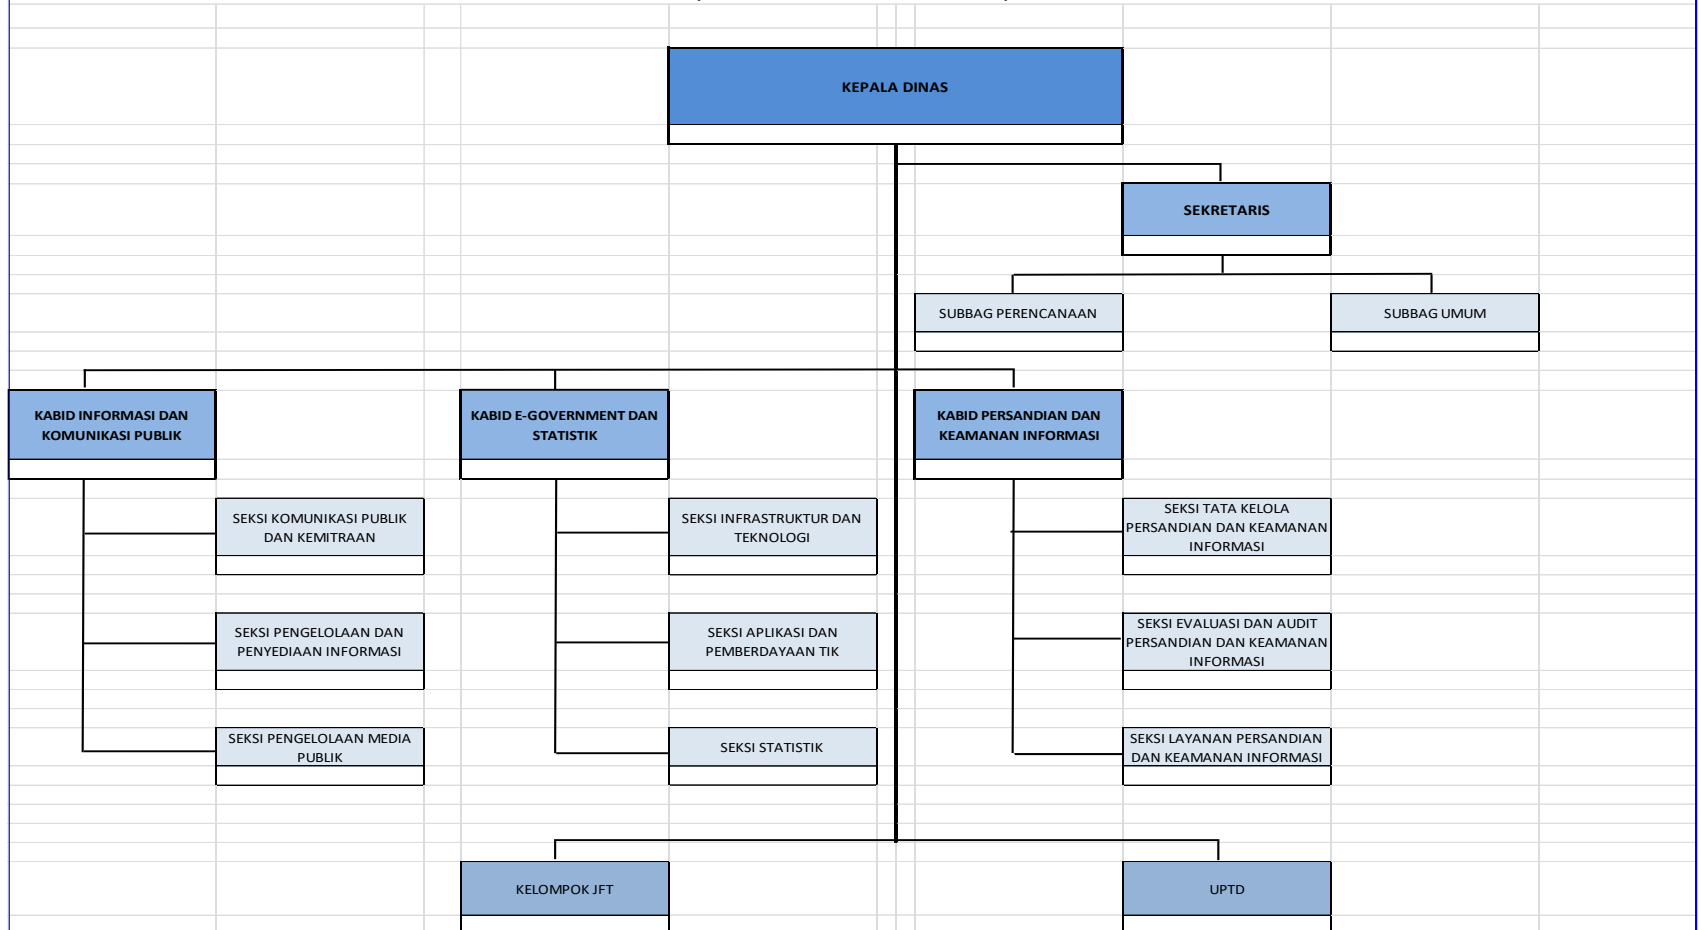 KEPALA DINAS
SEKRETARIS
SUBBAG PERENCANAAN
SUBBAG UMUM
KABID INFORMASI DAN
KOMUNIKASI PUBLIK
KABID E-GOVERNMENT DAN
STATISTIK
KABID PERSANDIAN DAN
KEAMANAN INFORMASI
SEKSI KOMUNIKASI PUBLIK
DAN KEMITRAAN
SEKSI INFRASTRUKTUR DAN
TEKNOLOGI
SEKSI TATA KELOLA
PERSANDIAN DAN KEAMANAN
INFORMASI
SEKSI PENGELOLAAN DAN
PENYEDIAAN INFORMASI
SEKSI APLIKASI DAN
PEMBERDAYAAN TIK
SEKSI EVALUASI DAN AUDIT
PERSANDIAN DAN KEAMANAN
INFORMASI
SEKSI PENGELOLAAN MEDIA
PUBLIK
SEKSI STATISTIK
SEKSI LAYANAN PERSANDIAN
DAN KEAMANAN INFORMASI
KELOMPOK JFT
UPTD